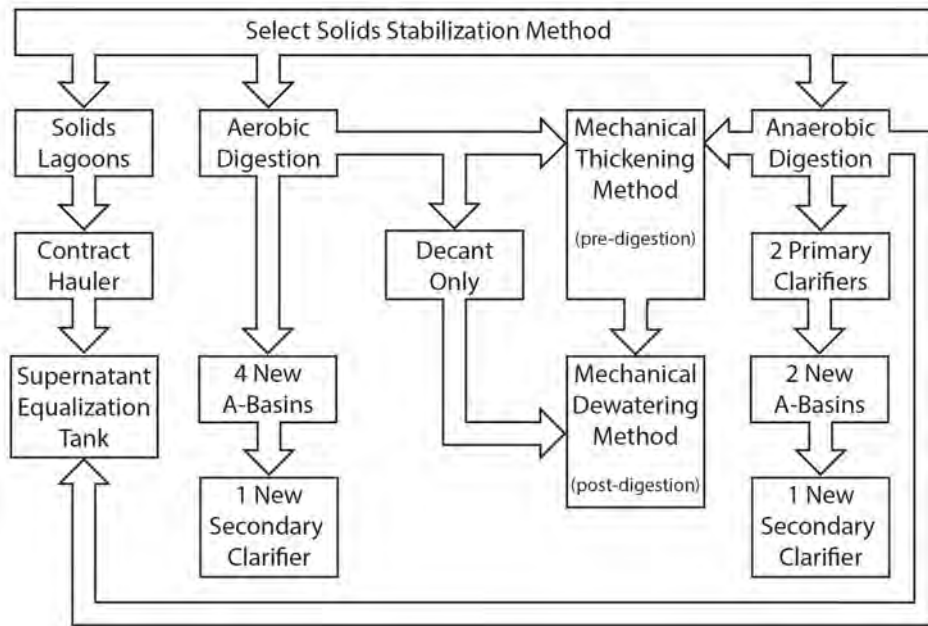 Select Solids Stabilization Method
Solids
Lagoons
Aerobic
Digestion
Mechanical
Thickening
Method
(pre-digestion)
Anaerobic
Digestion
Contract
Hauler
Decant
Only
2 Primary
Clarifiers
Supernatant
Equalization
Tank
4 New
A-Basins
Mechanical
Dewatering
Method
(post-digestion)
2 New
A-Basins
1 New
Secondary
Clarifier
1 New
Secondary
Clarifier